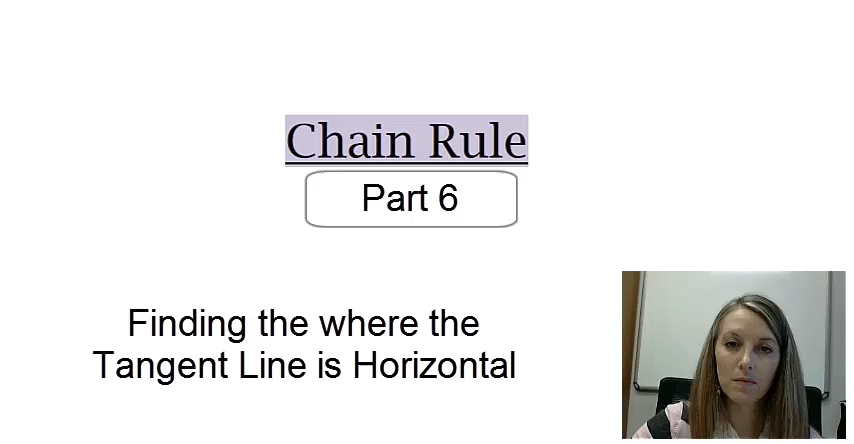 Chain Rule
Part 6
Finding the where the
Tangent Line is Horizontal